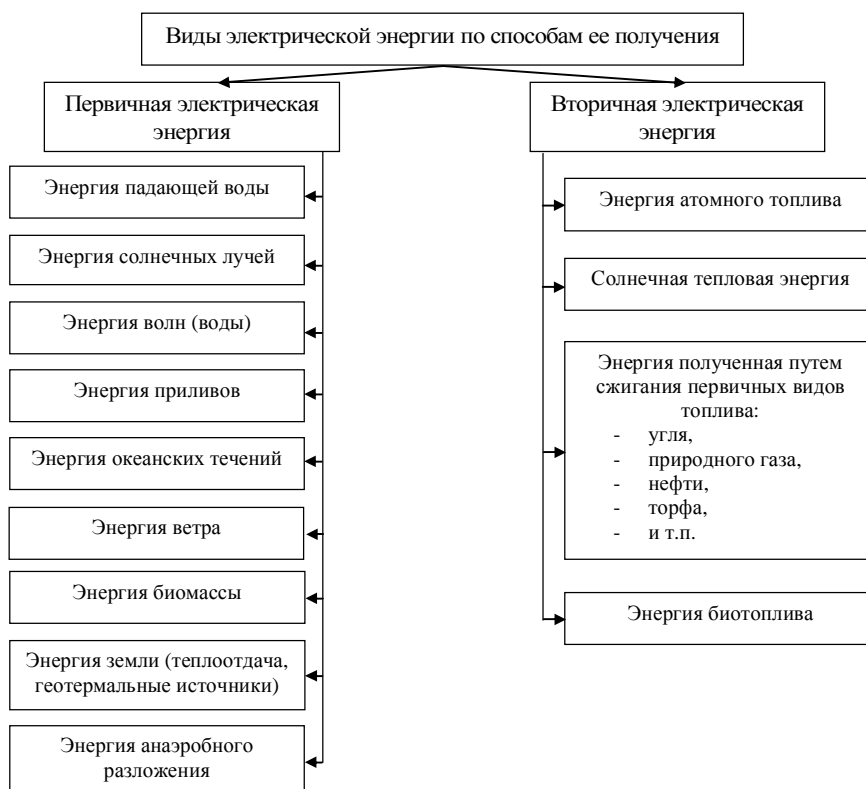 Виды электрической энергии по способам ее получения
Первичная электрическая
энергия
Энергия падающей воды
Энергия солнечных лучей
Энергия волн (воды)
Энергия приливов
Энергия океанских течений
Энергия ветра
Энергия биомассы
Энергия земли (теплоотдача,
геотермальные источники)
Энергия анаэробного
разложения
Вторичная электрическая
энергия
Энергия атомного топлива
Солнечная тепловая энергия
Энергия полученная путем
сжигания первичных видов
топлива:
- угля,
- природного газа,
- нефти,
- торфа,
- и т.п.
Энергия биотоплива